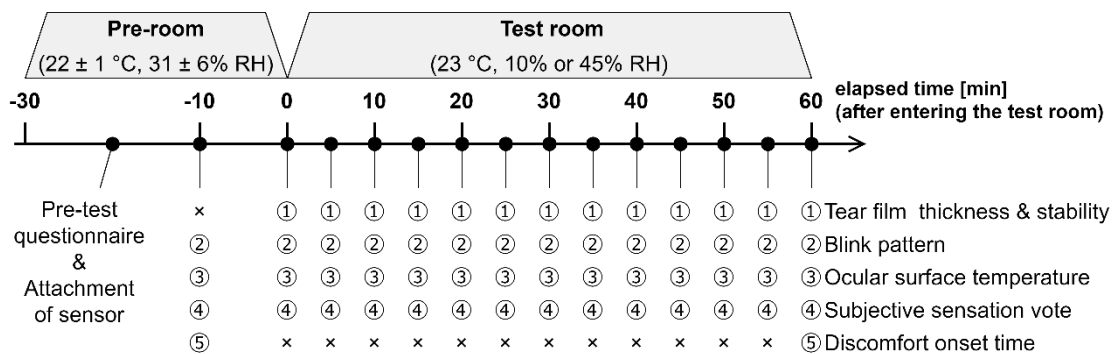 Pre-room
(22 ± 1 °C, 31 ± 6% RH)
Test room
(23 °C, 10% or 45% RH)
-30 -10 0 10 20 30 40 50 60
elapsed time [min]
(after entering the test room)
Pre-test
questionnaire
&
Attachment
of sensor
× ① ① ① ① ① ① ① ① ① ① ① ① ① Tear film thickness & stability
② ② ② ② ② ② ② ② ② ② ② ② ② ② Blink pattern
③ ③ ③ ③ ③ ③ ③ ③ ③ ③ ③ ③ ③ ③ Ocular surface temperature
④ ④ ④ ④ ④ ④ ④ ④ ④ ④ ④ ④ ④ ④ Subjective sensation vote
⑤ × × × × × × × × × × × × ⑤ Discomfort onset time